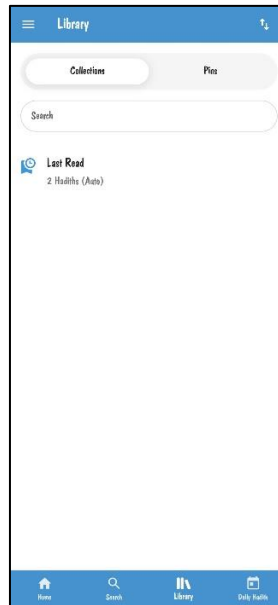 Library
Collections Pins
Search
Last Read
2 Hadiths (Auto)
Home Search Library Daily Hadith